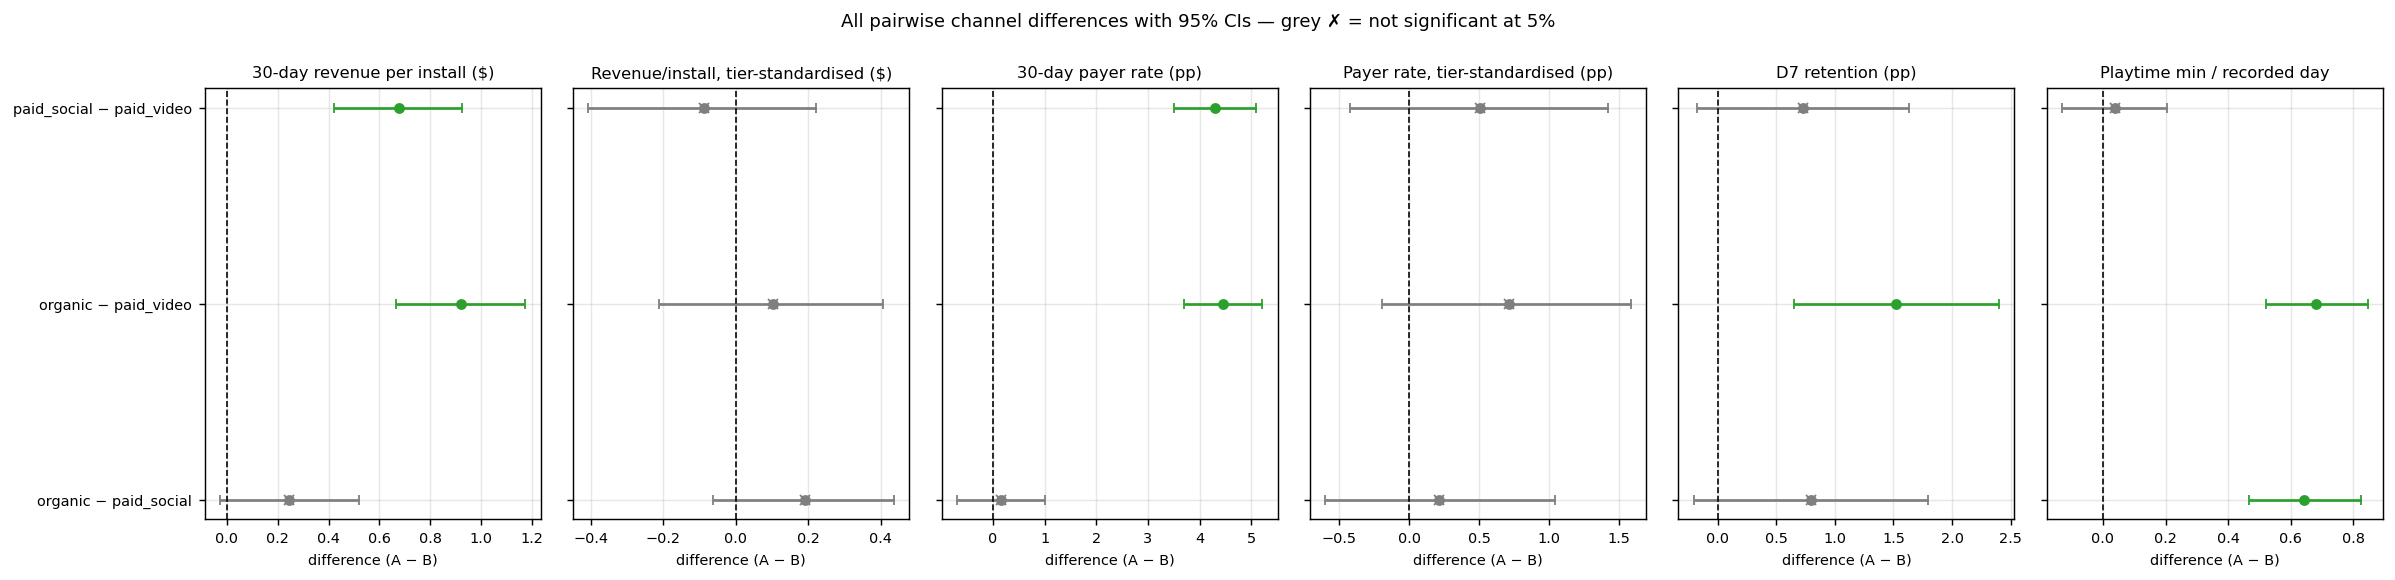 All pairwise channel differences with 95% CIs — grey ✗ = not significant at 5%
30-day revenue per install ($)
Revenue/install, tier-standardised ($)
30-day payer rate (pp)
Payer rate, tier-standardised (pp)
D7 retention (pp)
Playtime min / recorded day
paid_social − paid_video
organic − paid_video
organic − paid_social
0.0 0.2 0.4 0.6 0.8 1.0 1.2
−0.4 −0.2 0.0 0.2 0.4
0 1 2 3 4 5
−0.5 0.0 0.5 1.0 1.5
0.0 0.5 1.0 1.5 2.0 2.5
0.0 0.2 0.4 0.6 0.8
difference (A − B)
difference (A − B)
difference (A − B)
difference (A − B)
difference (A − B)
difference (A − B)